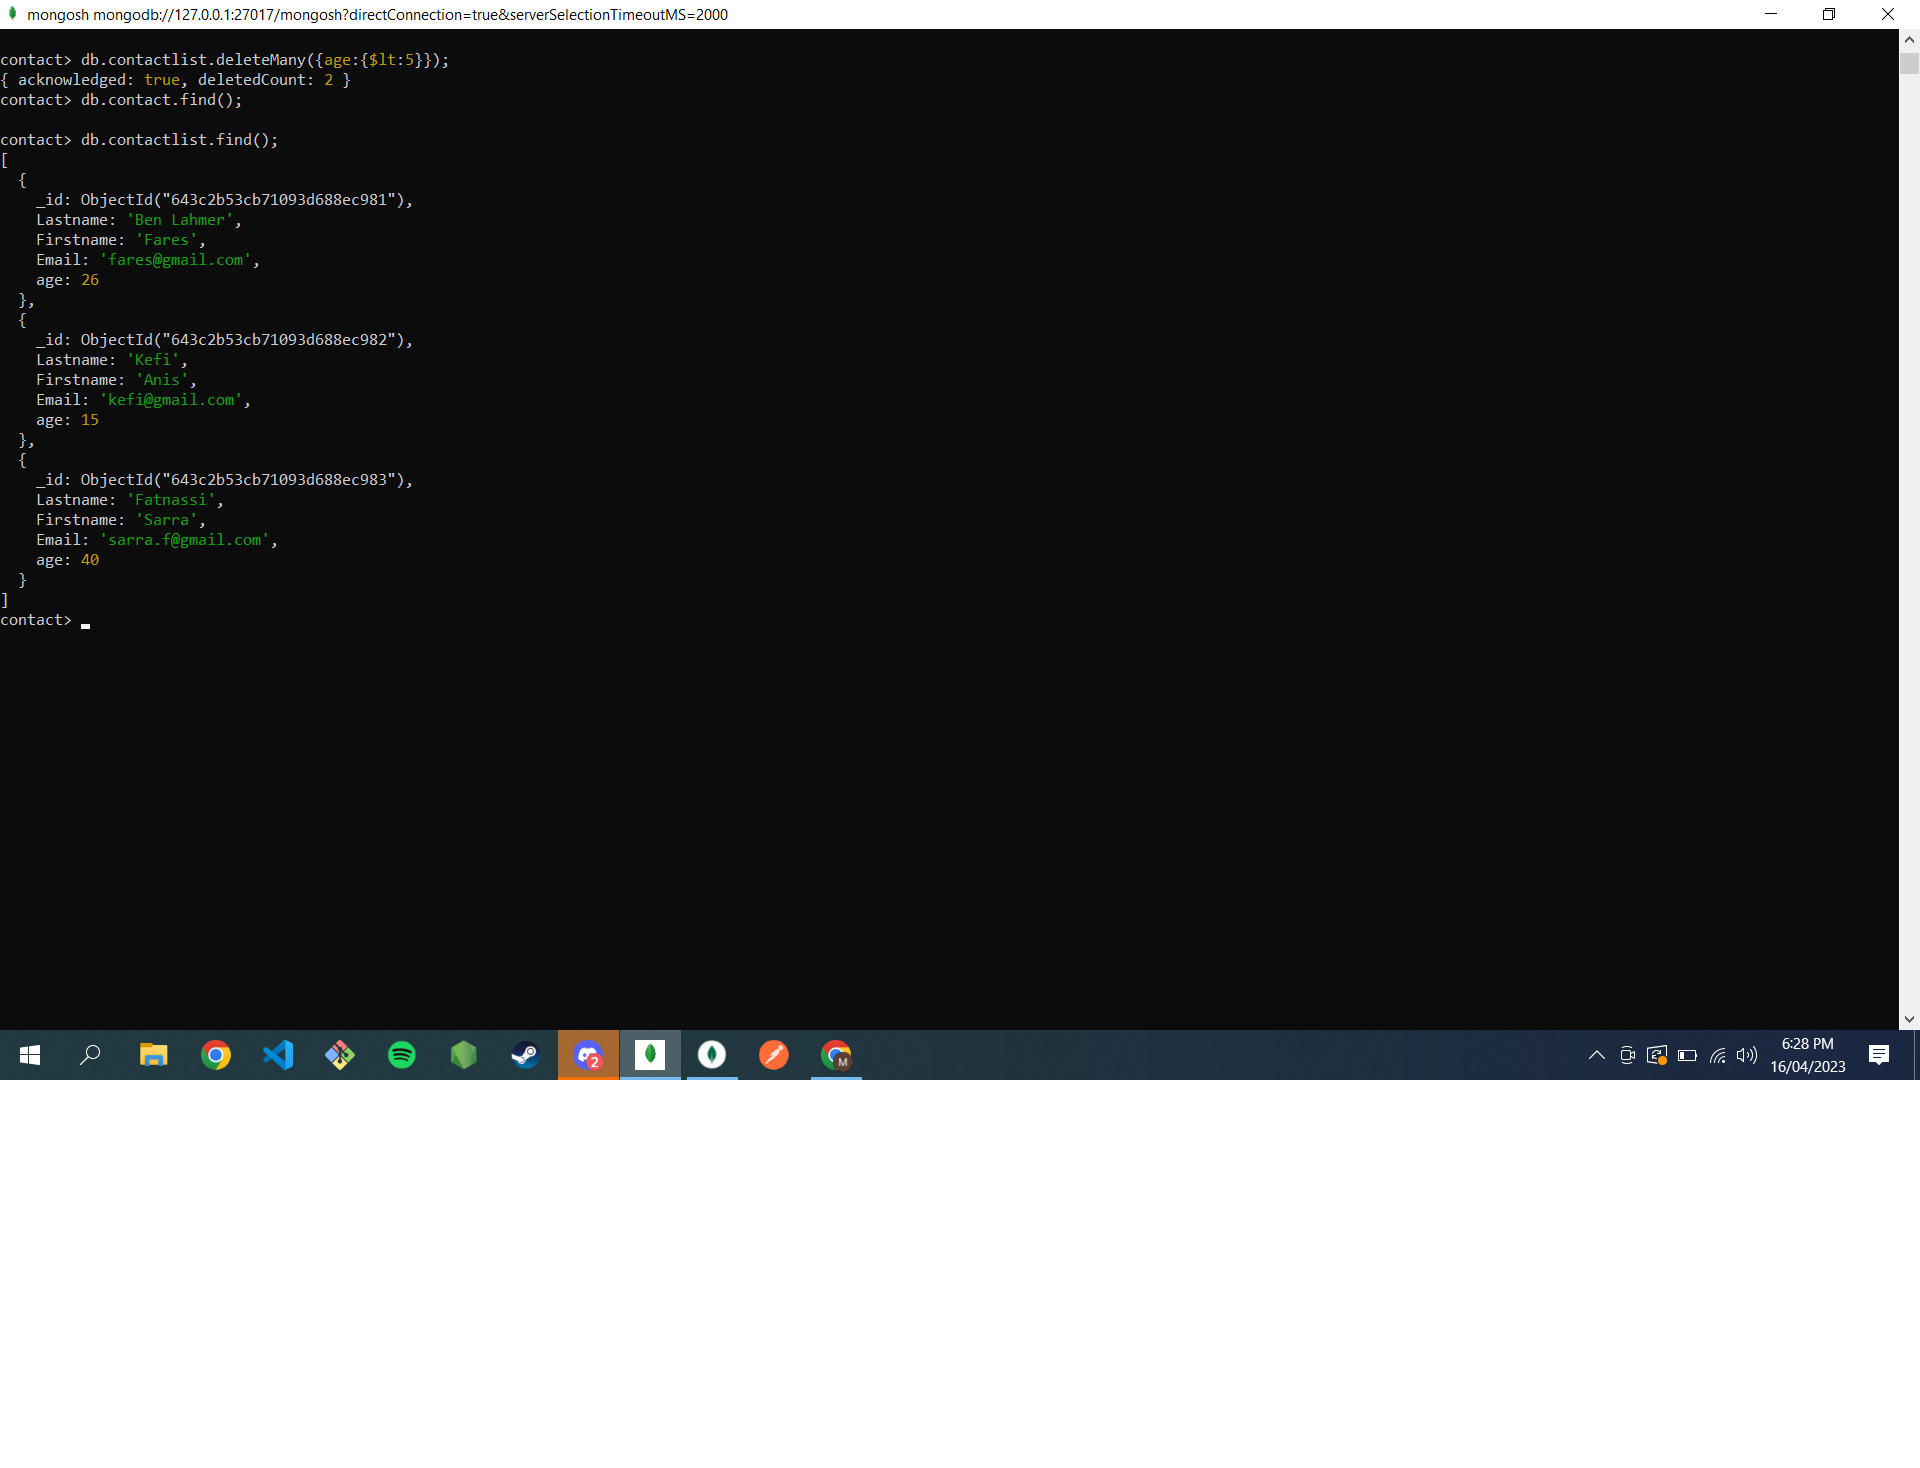 mongosh mongodb://127.0.0.1:27017/mongosh?directConnection=true&serverSelectionTimeoutMS=2000
contact> db.contactlist.deleteMany({age:{$lt:5}});
{ acknowledged: true, deletedCount: 2 }
contact> db.contact.find();
contact> db.contactlist.find();
[
  {
    _id: ObjectId("643c2b53cb71093d688ec981"),
    Lastname: 'Ben Lahmer',
    Firstname: 'Fares',
    Email: 'fares@gmail.com',
    age: 26
  },
  {
    _id: ObjectId("643c2b53cb71093d688ec982"),
    Lastname: 'Kefi',
    Firstname: 'Anis',
    Email: 'kefi@gmail.com',
    age: 15
  },
  {
    _id: ObjectId("643c2b53cb71093d688ec983"),
    Lastname: 'Fatnassi',
    Firstname: 'Sarra',
    Email: 'sarra.f@gmail.com',
    age: 40
  }
]
contact>
2
M
6:28 PM
16/04/2023